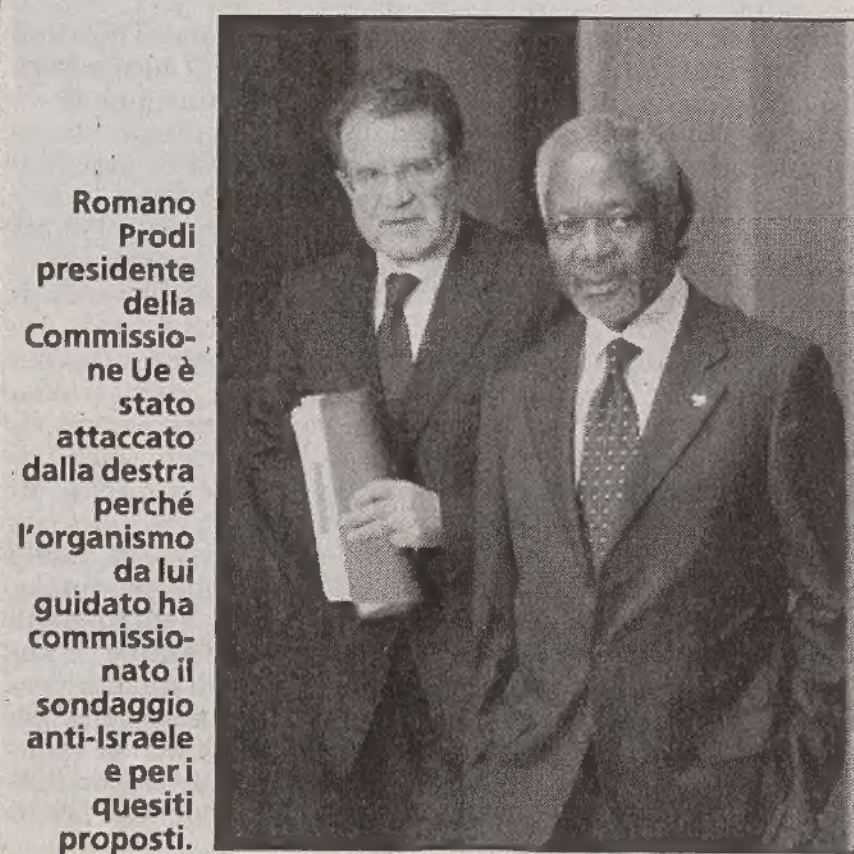 Romano
Prodi
presidente
della
Commissio-
ne Ue è
stato
attaccato
dalla destra
perché
l'organismo
da lui
guidato ha
commissio-
nato il
sondaggio
anti-Israele
e per i
quesiti
proposti.